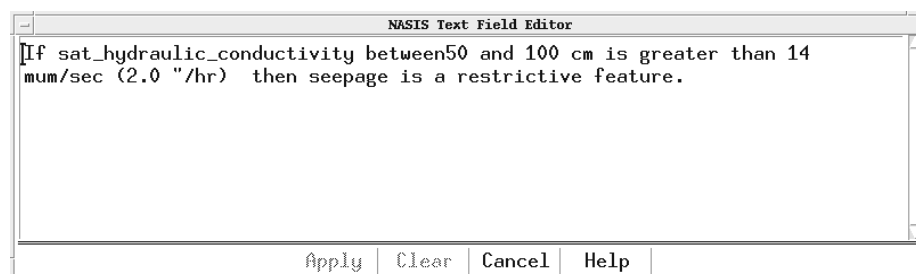 NASIS Text Field Editor
If sat_hydraulic_conductivity between50 and 100 cm is greater than 14
mum/sec (2.0 "/hr)  then seepage is a restrictive feature.
Apply Clear Cancel Help